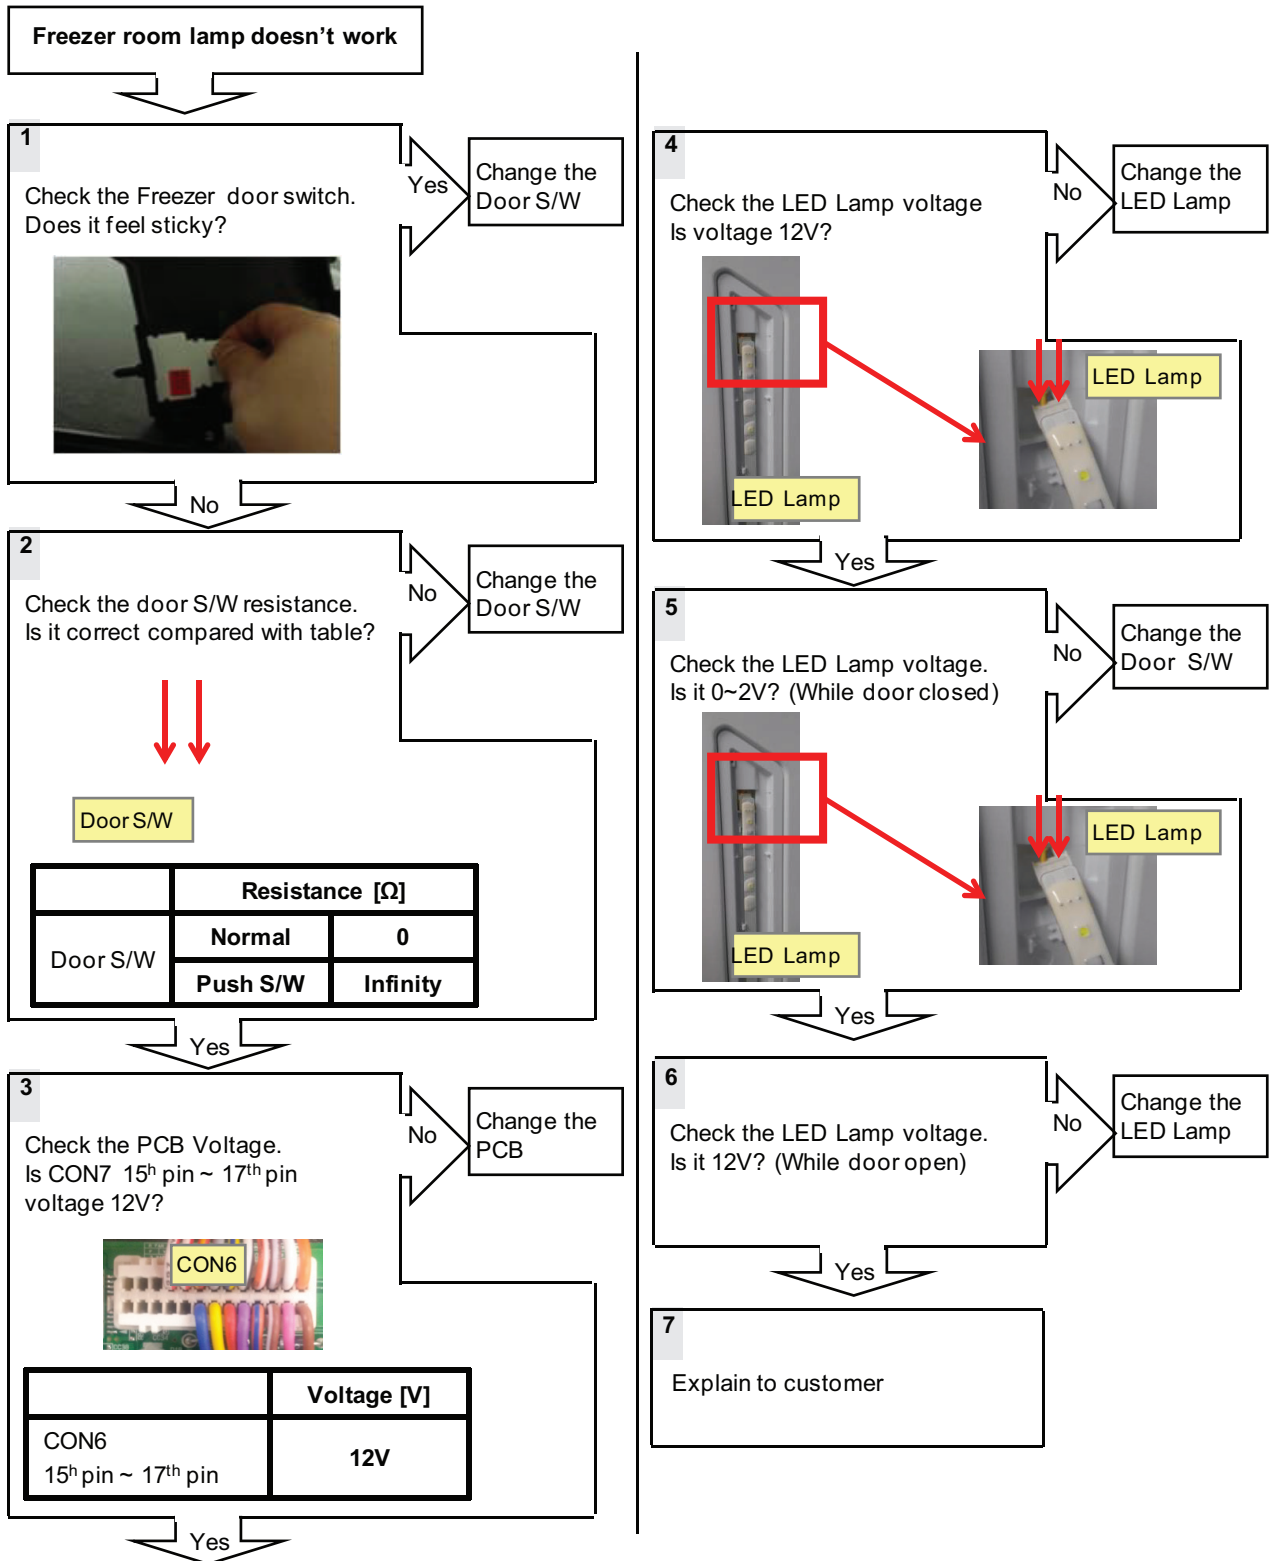 Freezer room lamp doesn’t work
1
Check the Freezer door switch.
Does it feel sticky?
Yes
Change the
Door S/W
No
2
Check the door S/W resistance.
Is it correct compared with table?
No
Change the
Door S/W
Door S/W
Resistance [Ω]
Door S/W
Normal
0
Push S/W
Infinity
Yes
3
Check the PCB Voltage.
Is CON7 15h pin ~ 17th pin
voltage 12V?
No
Change the
PCB
CON6
Voltage [V]
CON6
15h pin ~ 17th pin
12V
Yes
4
Check the LED Lamp voltage
Is voltage 12V?
No
Change the
LED Lamp
LED Lamp
LED Lamp
Yes
5
Check the LED Lamp voltage.
Is it 0~2V? (While door closed)
No
Change the
Door S/W
LED Lamp
LED Lamp
Yes
6
Check the LED Lamp voltage.
Is it 12V? (While door open)
No
Change the
LED Lamp
Yes
7
Explain to customer